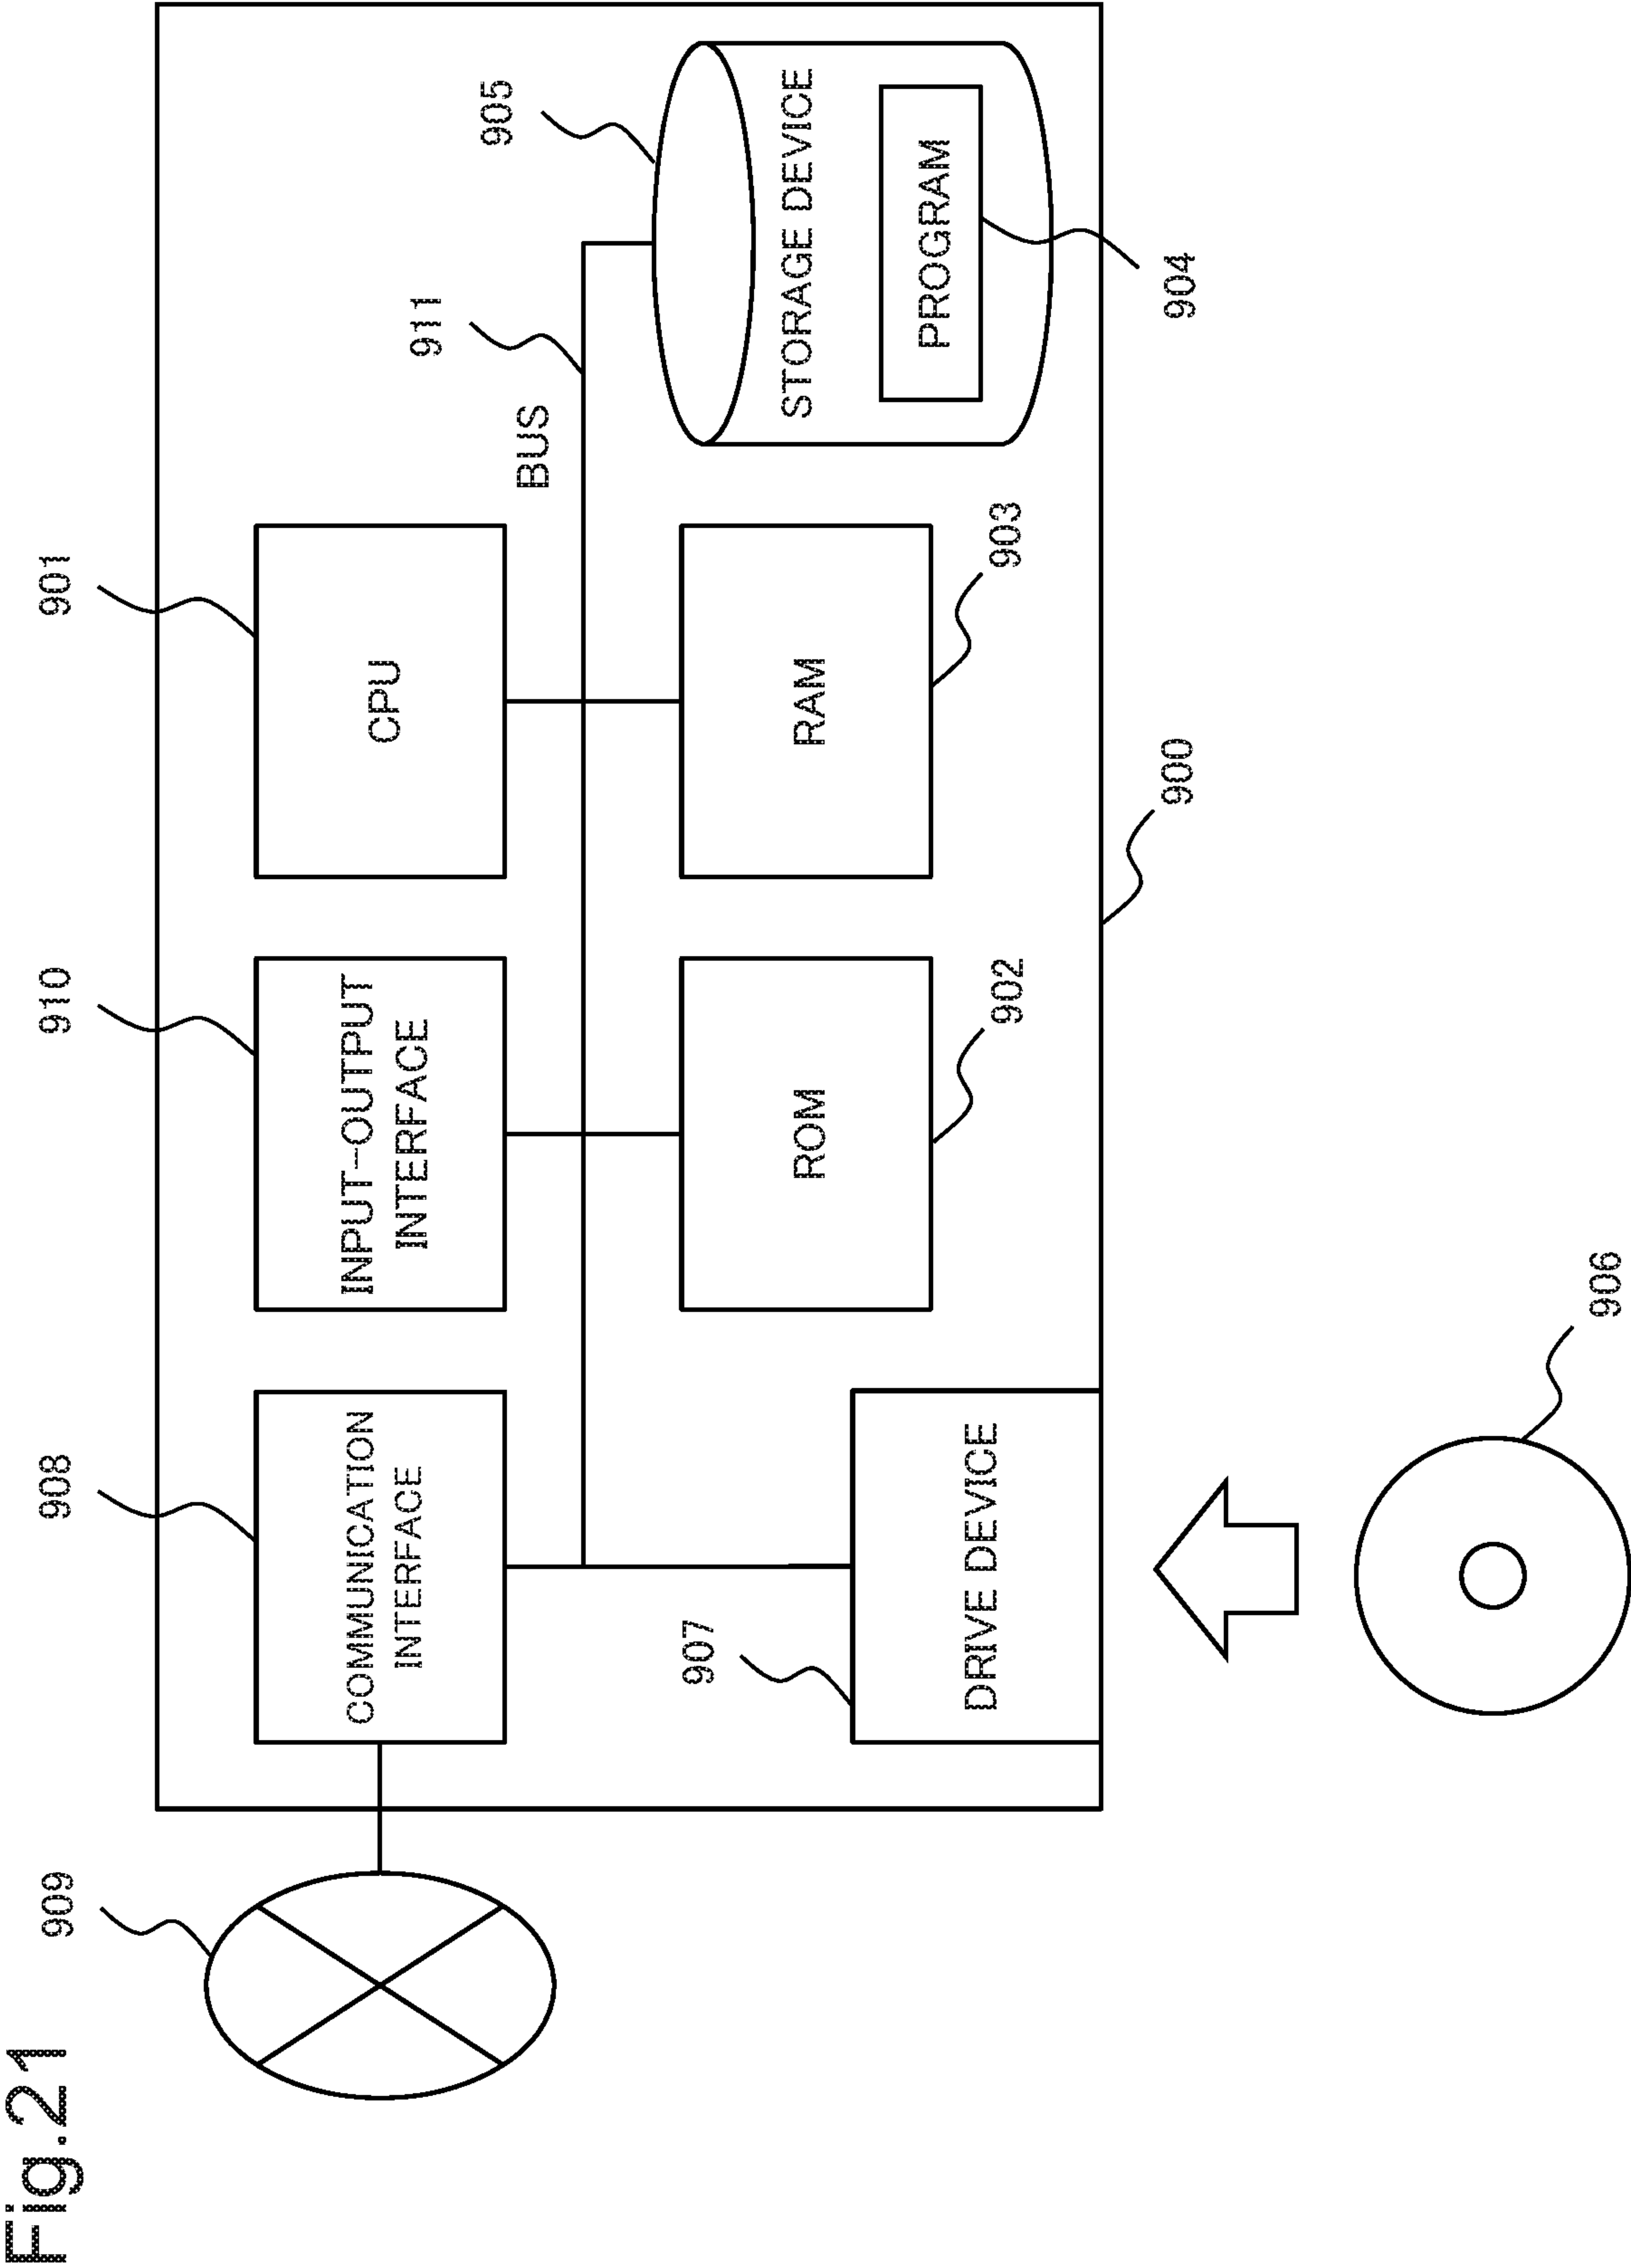 Fig.21
909
908
910
901
COMMUNICATION
INTERFACE
INPUT-OUTPUT
INTERFACE
CPU
911
BUS
905
907
DRIVE DEVICE
ROM
902
RAM
903
STORAGE DEVICE
PROGRAM
904
900
906